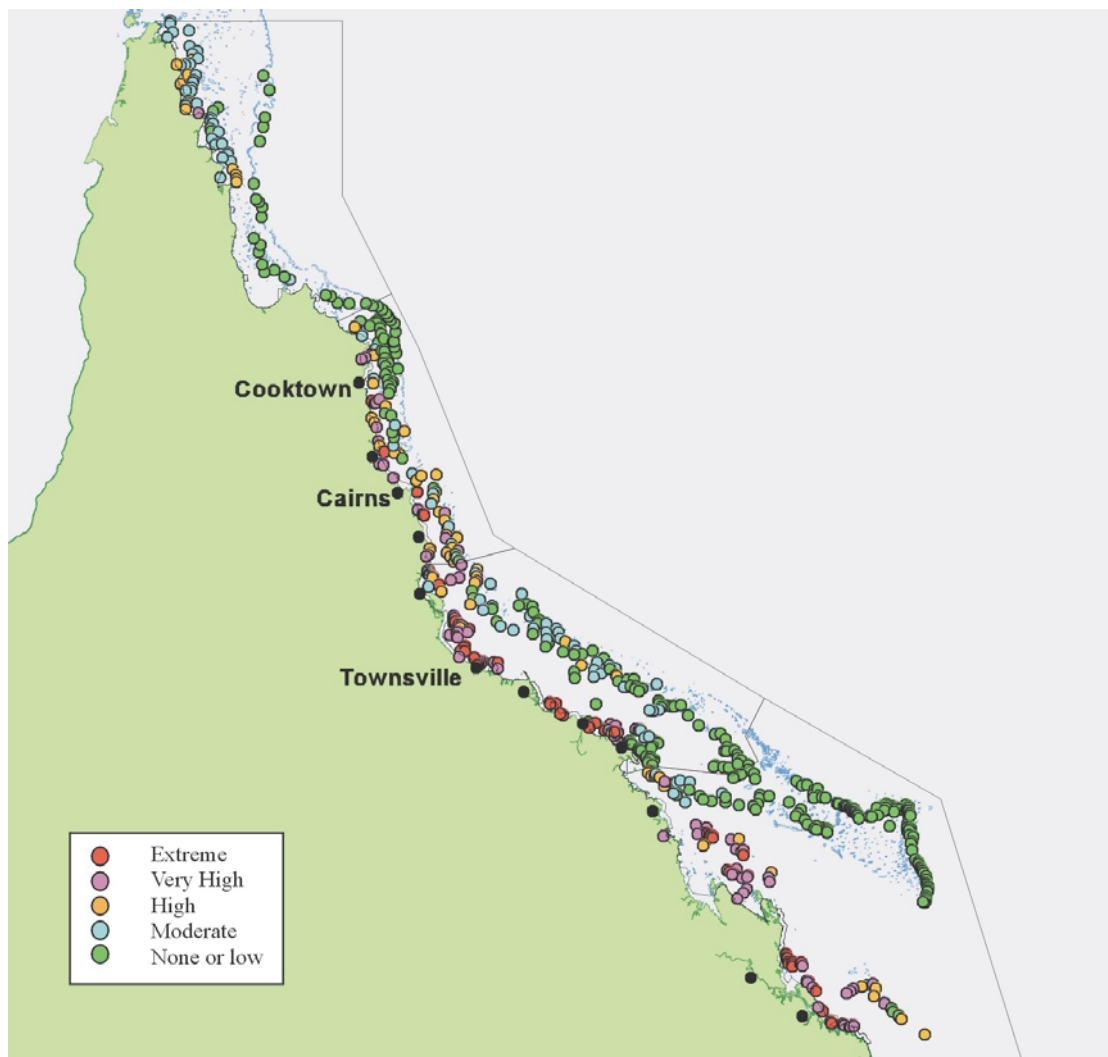 Cooktown
Cairns
Townsville
Extreme
Very High
High
Moderate
None or low